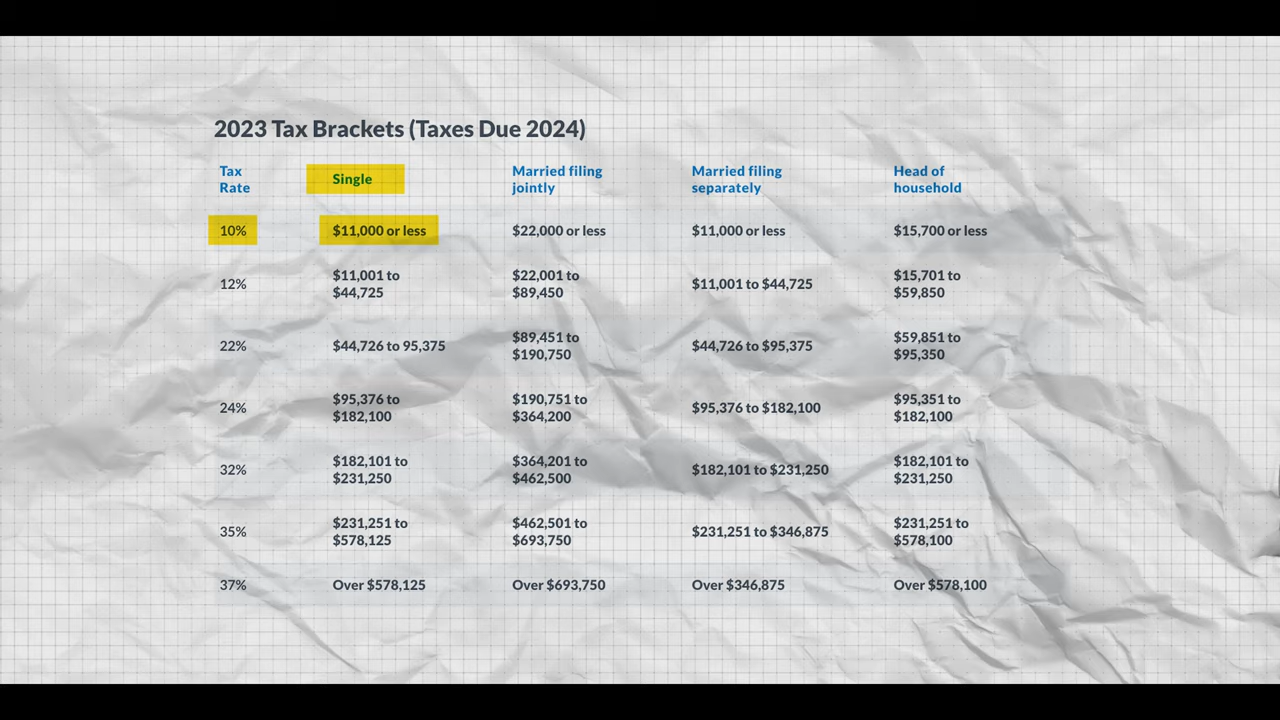 2023 Tax Brackets (Taxes Due 2024)
Tax Rate Single Married filing jointly Married filing separately Head of household
10% $11,000 or less $22,000 or less $11,000 or less $15,700 or less
12% $11,001 to $44,725 $22,001 to $89,450 $11,001 to $44,725 $15,701 to $59,850
22% $44,726 to 95,375 $89,451 to $190,750 $44,726 to $95,375 $59,851 to $95,350
24% $95,376 to $182,100 $190,751 to $364,200 $95,376 to $182,100 $95,351 to $182,100
32% $182,101 to $231,250 $364,201 to $462,500 $182,101 to $231,250 $182,101 to $231,250
35% $231,251 to $578,125 $462,501 to $693,750 $231,251 to $346,875 $231,251 to $578,100
37% Over $578,125 Over $693,750 Over $346,875 Over $578,100